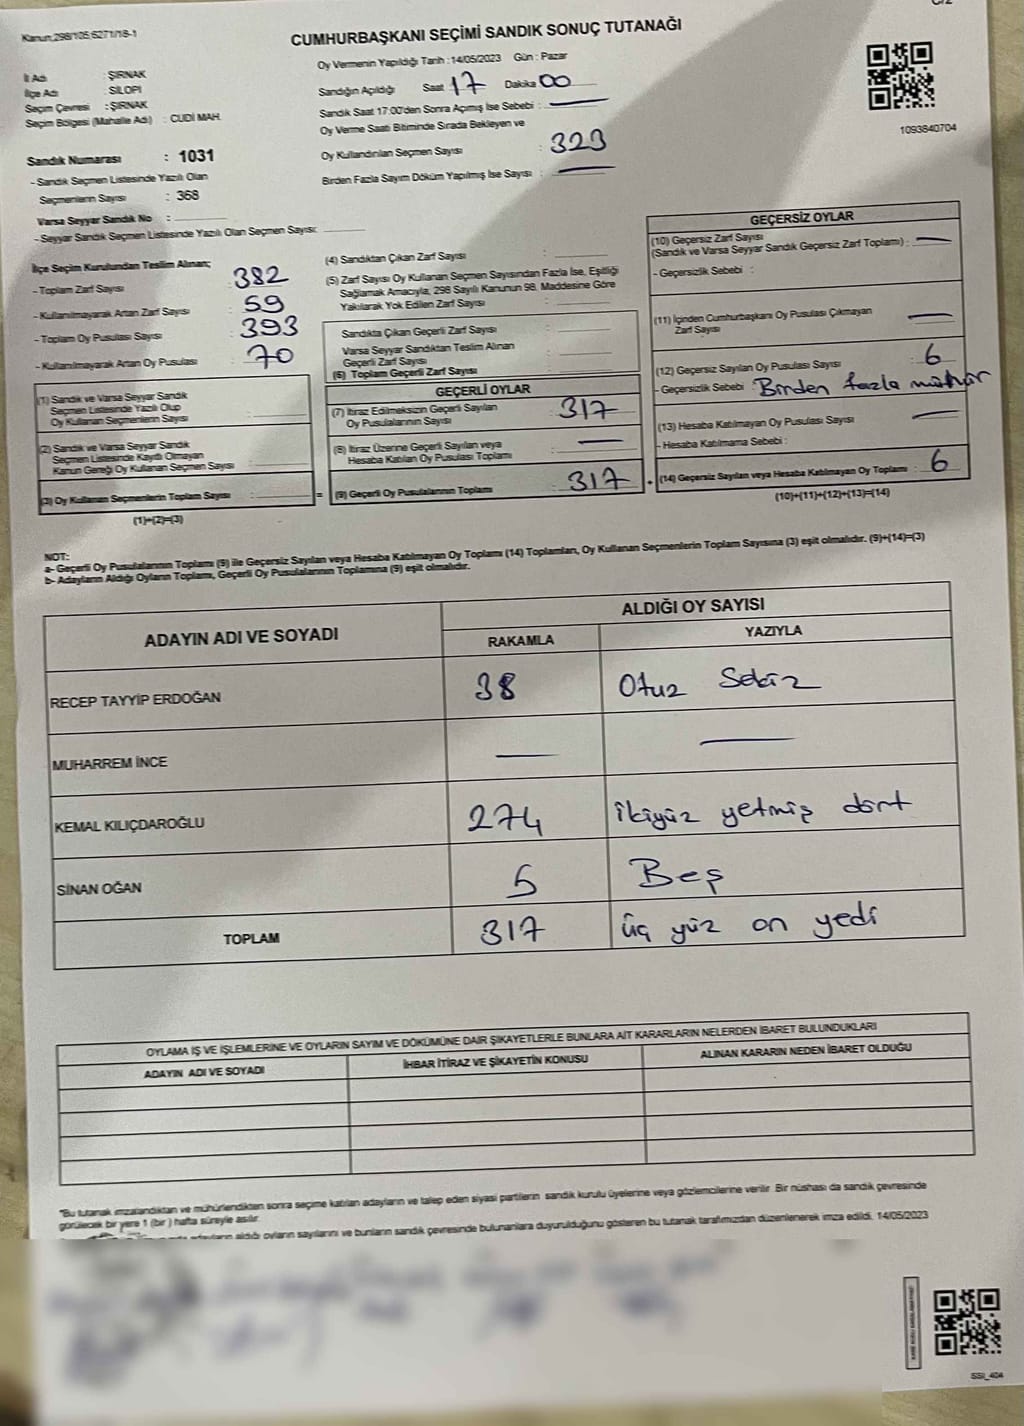 C/2
Kanun;298/105;6271/18-1
CUMHURBAŞKANI SEÇİMİ SANDIK SONUÇ TUTANAĞI
Oy Vermenin Yapıldığı Tarih :14/05/2023 Gün : Pazar
İl Adı : ŞIRNAK
İlçe Adı : SİLOPİ
Seçim Çevresi : ŞIRNAK
Seçim Bölgesi (Mahalle Adı) : CUDİ MAH.
Sandığın Açıldığı Saat 17 Dakika 00
Sandık Saat 17:00'den Sonra Açımış İse Sebebi : —
Oy Verme Saati Bitiminde Sırada Bekleyen ve
Oy Kullandırılan Seçmen Sayısı : 323
Birden Fazla Sayım Döküm Yapılmış İse Sayısı : —
1093840704
Sandık Numarası : 1031
- Sandık Seçmen Listesinde Yazılı Olan
Seçmenlerin Sayısı : 368
Varsa Seyyar Sandık No :
- Seyyar Sandık Seçmen Listesinde Yazılı Olan Seçmen Sayısı:
İlçe Seçim Kurulundan Teslim Alınan;
- Toplam Zarf Sayısı : 382
- Kullanılmayarak Artan Zarf Sayısı : 59
- Toplam Oy Pusulası Sayısı : 393
- Kullanılmayarak Artan Oy Pusulası : 70
(1) Sandık ve Varsa Seyyar Sandık
Seçmen Listesinde Yazılı Olup
Oy Kullanan Seçmenlerin Sayısı :
(2) Sandık ve Varsa Seyyar Sandık
Seçmen Listesinde Kayıtlı Olmayan
Kanun Gereği Oy Kullanan Seçmen Sayısı :
(3) Oy Kullanan Seçmenlerin Toplam Sayısı : =
(1)+(2)=(3)
(4) Sandıktan Çıkan Zarf Sayısı :
(5) Zarf Sayısı Oy Kullanan Seçmen Sayısından Fazla İse, Eşitliği
Sağlamak Amacıyla, 298 Sayılı Kanunun 98. Maddesine Göre
Yakılarak Yok Edilen Zarf Sayısı :
Sandıkta Çıkan Geçerli Zarf Sayısı :
Varsa Seyyar Sandıktan Teslim Alınan
Geçerli Zarf Sayısı :
(6) Toplam Geçerli Zarf Sayısı :
GEÇERLİ OYLAR
(7) İtiraz Edilmeksizin Geçerli Sayılan
Oy Pusulalarının Sayısı : 317
(8) İtiraz Üzerine Geçerli Sayılan veya
Hesaba Katılan Oy Pusulası Toplamı : —
(9) Geçerli Oy Pusulalarının Toplamı : 317
GEÇERSİZ OYLAR
(10) Geçersiz Zarf Sayısı
(Sandık ve Varsa Seyyar Sandık Geçersiz Zarf Toplamı) : —
- Geçersizlik Sebebi :
(11) İçinden Cumhurbaşkanı Oy Pusulası Çıkmayan
Zarf Sayısı : —
(12) Geçersiz Sayılan Oy Pusulası Sayısı : 6
- Geçersizlik Sebebi : Birden fazla mühür
(13) Hesaba Katılmayan Oy Pusulası Sayısı : —
- Hesaba Katılmama Sebebi :
(14) Geçersiz Sayılan veya Hesaba Katılmayan Oy Toplamı : 6
(10)+(11)+(12)+(13)=(14)
NOT:
a- Geçerli Oy Pusulalarının Toplamı (9) ile Geçersiz Sayılan veya Hesaba Katılmayan Oy Toplamı (14) Toplamları, Oy Kullanan Seçmenlerin Toplam Sayısına (3) eşit olmalıdır. (9)+(14)=(3)
b- Adayların Aldığı Oyların Toplamı, Geçerli Oy Pusulalarının Toplamına (9) eşit olmalıdır.
ADAYIN ADI VE SOYADI ALDIĞI OY SAYISI
RAKAMLA YAZIYLA
RECEP TAYYİP ERDOĞAN 38 Otuz Sekiz
MUHARREM İNCE — —
KEMAL KILIÇDAROĞLU 274 İkiyüz yetmiş dört
SİNAN OĞAN 5 Beş
TOPLAM 317 üç yüz on yedi
OYLAMA İŞ VE İŞLEMLERİNE VE OYLARIN SAYIM VE DÖKÜMÜNE DAİR ŞİKAYETLERLE BUNLARA AİT KARARLARIN NELERDEN İBARET BULUNDUKLARI
ADAYIN ADI VE SOYADI İHBAR İTİRAZ VE ŞİKAYETİN KONUSU ALINAN KARARIN NEDEN İBARET OLDUĞU
"Bu tutanak imzalandıktan ve mühürlendikten sonra seçime katılan adayların ve talep eden siyasi partilerin sandık kurulu üyelerine veya gözlemcilerine verilir. Bir nüshası da sandık çevresinde
görülecek bir yere 1 (bir ) hafta süreyle asılır.
adayların aldığı oyların sayılarını ve bunların sandık çevresinde bulunanlara duyurulduğunu gösteren bu tutanak tarafımızdan düzenlenerek imza edildi. 14/05/2023
SSİ_404